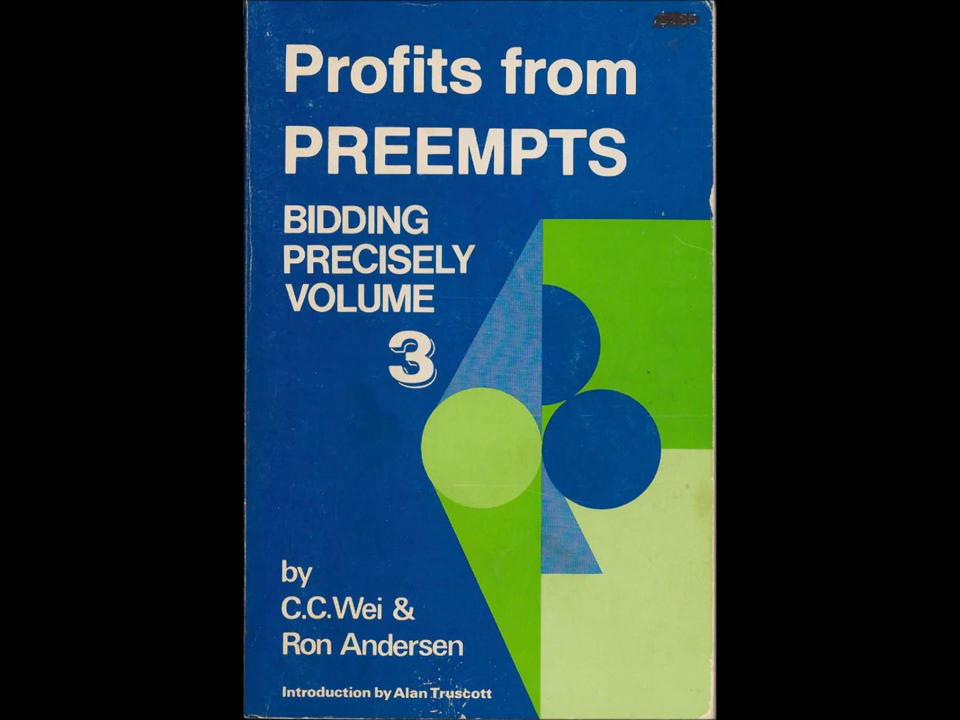 Profits from
PREEMPTS
BIDDING
PRECISELY
VOLUME
3
by
C.C.Wei &
Ron Andersen
Introduction by Alan Truscott